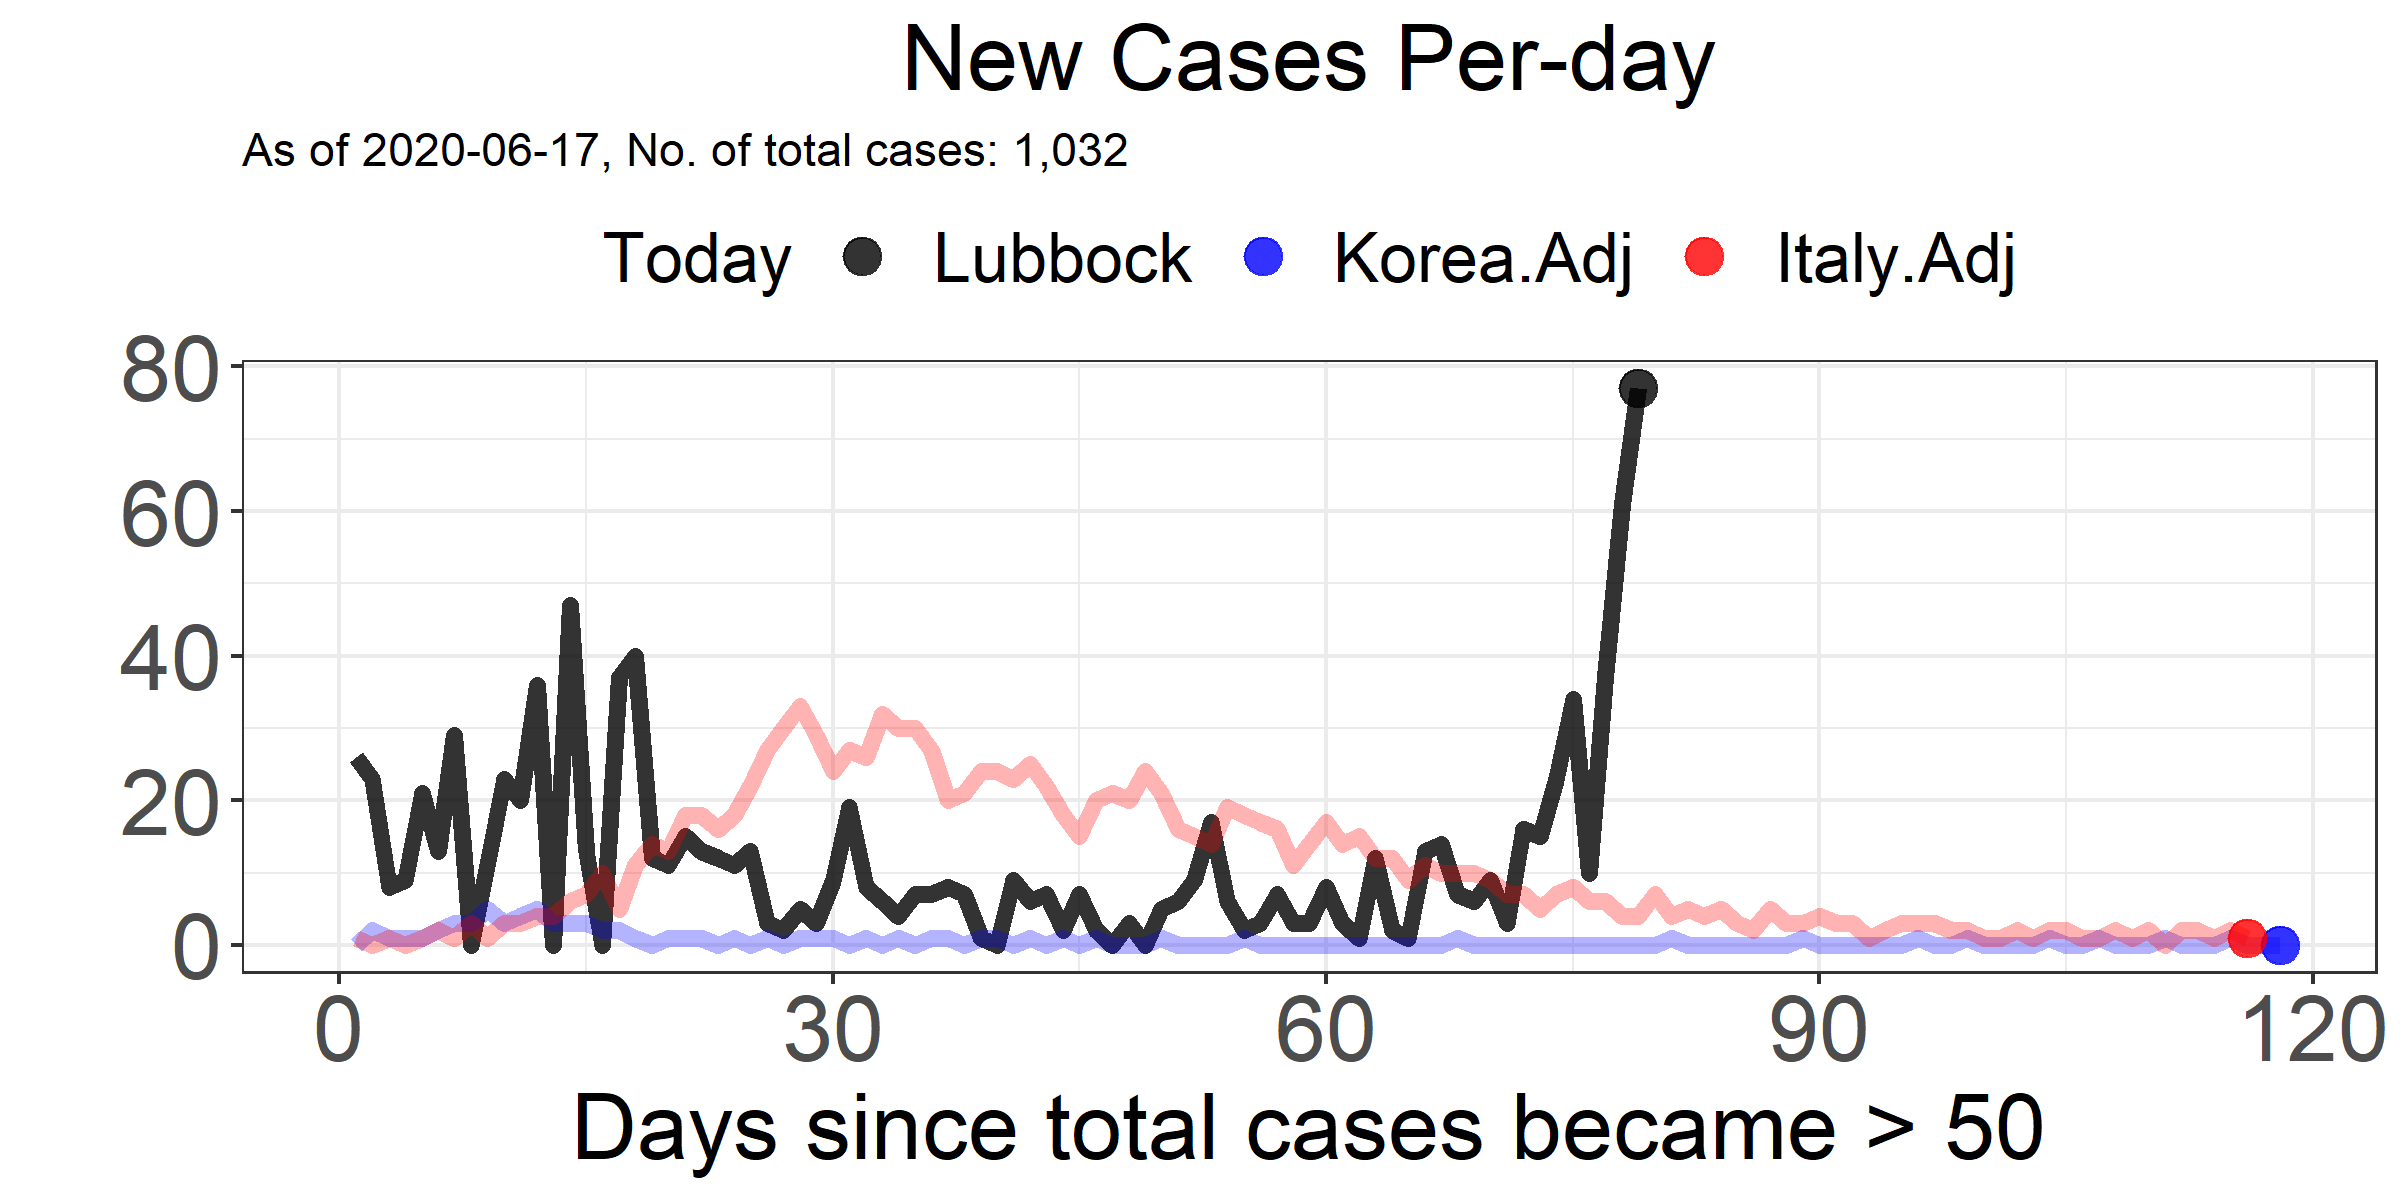 New Cases Per-day
As of 2020-06-17, No. of total cases: 1,032
Today Lubbock Korea.Adj Italy.Adj
80
60
40
20
0
0 30 60 90 120
Days since total cases became > 50